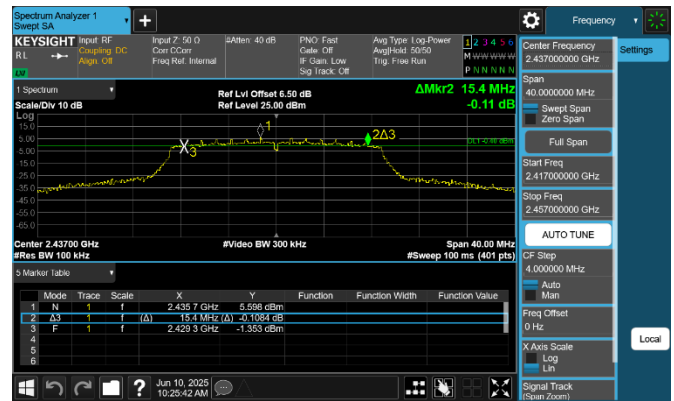 Spectrum Analyzer 1
Swept SA
+
Frequency
KEYSIGHT
RL
Input: RF
Coupling: DC
Align: Off
Input Z: 50 Ω
Corr CCorr
Freq Ref: Internal
#Atten: 40 dB
PNO: Fast
Gate: Off
IF Gain: Low
Sig Track: Off
Avg Type: Log-Power
Avg|Hold: 50/50
Trig: Free Run
1 2 3 4 5 6
M W W W W W
P N N N N N
LW
1 Spectrum
Scale/Div 10 dB
Ref Lvl Offset 6.50 dB
Ref Level 25.00 dBm
ΔMkr2 15.4 MHz
-0.11 dB
Log
15.0
5.00
-5.00
-15.0
-25.0
-35.0
-45.0
-55.0
-65.0
1
2Δ3
X3
Center 2.43700 GHz
#Res BW 100 kHz
#Video BW 300 kHz
Span 40.00 MHz
#Sweep 100 ms (401 pts)
5 Marker Table
Mode Trace Scale X Y Function Function Width Function Value
1 N 1 f 2.435 7 GHz 5.598 dBm
2 Δ3 1 f (Δ) 15.4 MHz (Δ) -0.1084 dB
3 F 1 f 2.429 3 GHz -1.353 dBm
4
5
6
?
Jun 10, 2025
10:25:42 AM
Center Frequency
2.437000000 GHz
Settings
Span
40.0000000 MHz
Swept Span
Zero Span
Full Span
Start Freq
2.417000000 GHz
Stop Freq
2.457000000 GHz
AUTO TUNE
CF Step
4.000000 MHz
Auto
Man
Freq Offset
0 Hz
X Axis Scale
Log
Lin
Local
Signal Track
(Span Zoom)